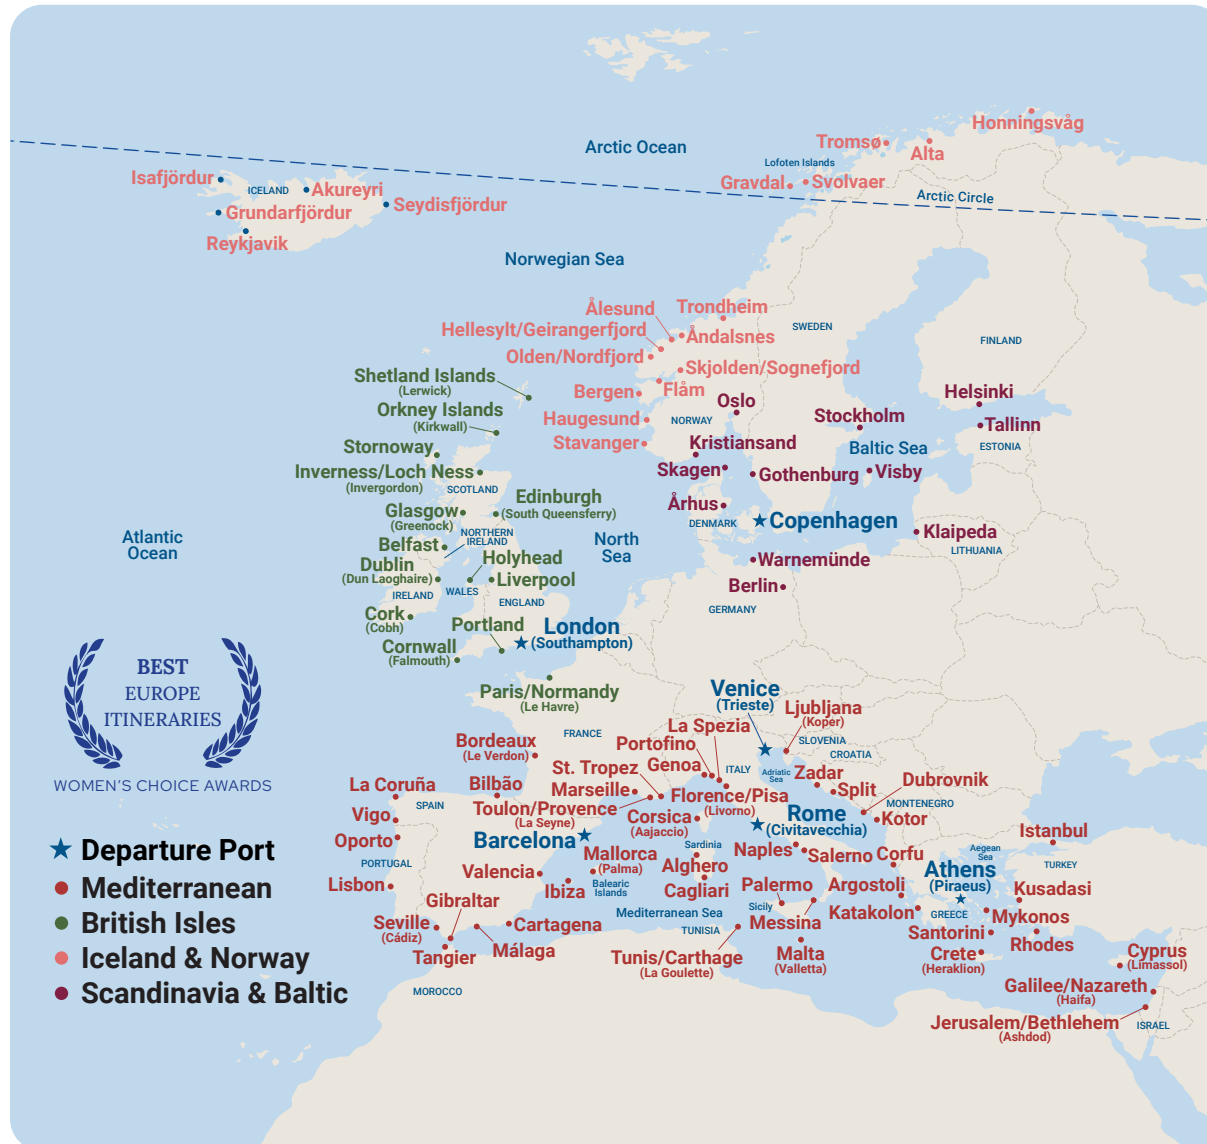 Honningsvåg
Tromsø
Alta
Arctic Ocean
Lofoten Islands
Isafjördur
ICELAND
Akureyri
Gravdal
Svolvaer
Arctic Circle
Seydisfjördur
Grundarfjördur
Reykjavik
Norwegian Sea
Ålesund
Trondheim
Hellesylt/Geirangerfjord
Åndalsnes
SWEDEN
FINLAND
Olden/Nordfjord
Skjolden/Sognefjord
Shetland Islands
(Lerwick)
Bergen
Flåm
Helsinki
Oslo
Orkney Islands
(Kirkwall)
Haugesund
NORWAY
Stockholm
Tallinn
Stavanger
Kristiansand
Baltic Sea
ESTONIA
Stornoway
Inverness/Loch Ness
(Invergordon)
SCOTLAND
Skagen
Gothenburg
Visby
Edinburgh
(South Queensferry)
Århus
Glasgow
(Greenock)
DENMARK
Copenhagen
NORTHERN
IRELAND
Klaipeda
LITHUANIA
Atlantic
Ocean
North
Sea
Belfast
Holyhead
Warnemünde
Dublin
(Dun Laoghaire)
Liverpool
Berlin
IRELAND
WALES
ENGLAND
GERMANY
Cork
(Cobh)
Portland
London
(Southampton)
Cornwall
(Falmouth)
BEST
EUROPE
ITINERARIES
WOMEN'S CHOICE AWARDS
Paris/Normandy
(Le Havre)
Venice
(Trieste)
Ljubljana
(Koper)
La Spezia
FRANCE
SLOVENIA
CROATIA
Bordeaux
(Le Verdon)
Portofino
Genoa
ITALY
Adriatic
Sea
Zadar
Split
Dubrovnik
St. Tropez
Marseille
La Coruña
Bilbão
SPAIN
Toulon/Provence
(La Seyne)
Florence/Pisa
(Livorno)
MONTENEGRO
Kotor
Vigo
Corsica
(Aajaccio)
Rome
(Civitavecchia)
Istanbul
Oporto
Barcelona
Sardinia
Naples
Salerno
Corfu
Aegean
Sea
TURKEY
PORTUGAL
Mallorca
(Palma)
Alghero
Athens
(Piraeus)
Lisbon
Valencia
Ibiza
Balearic
Islands
Cagliari
Palermo
Argostoli
Kusadasi
Gibraltar
Sicily
Katakolon
GREECE
Mykonos
Seville
(Cádiz)
Cartagena
Mediterranean Sea
TUNISIA
Messina
Santorini
Rhodes
Tangier
Málaga
Tunis/Carthage
(La Goulette)
Malta
(Valletta)
Crete
(Heraklion)
Cyprus
(Limassol)
MOROCCO
Galilee/Nazareth
(Haifa)
Jerusalem/Bethlehem
(Ashdod)
ISRAEL
Departure Port
Mediterranean
British Isles
Iceland & Norway
Scandinavia & Baltic